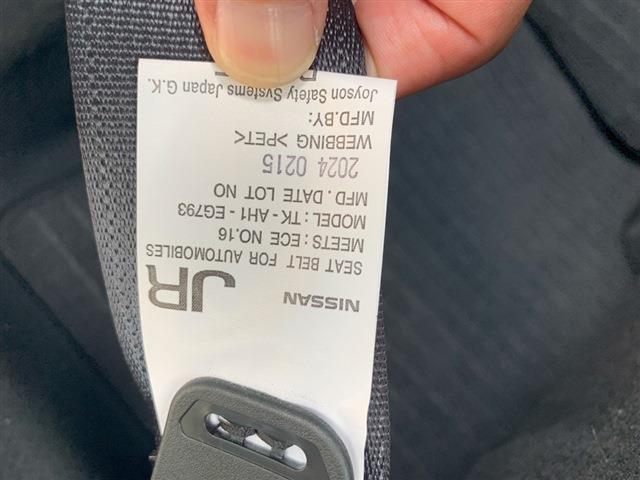 NISSAN JR
SEAT BELT FOR AUTOMOBILES
MEETS: ECE NO.16
MODEL: TK-AH1-EG793
MFD. DATE LOT NO
2024 0215
WEBBING >PET<
MFD.BY:
Joyson Safety Systems Japan G.K.